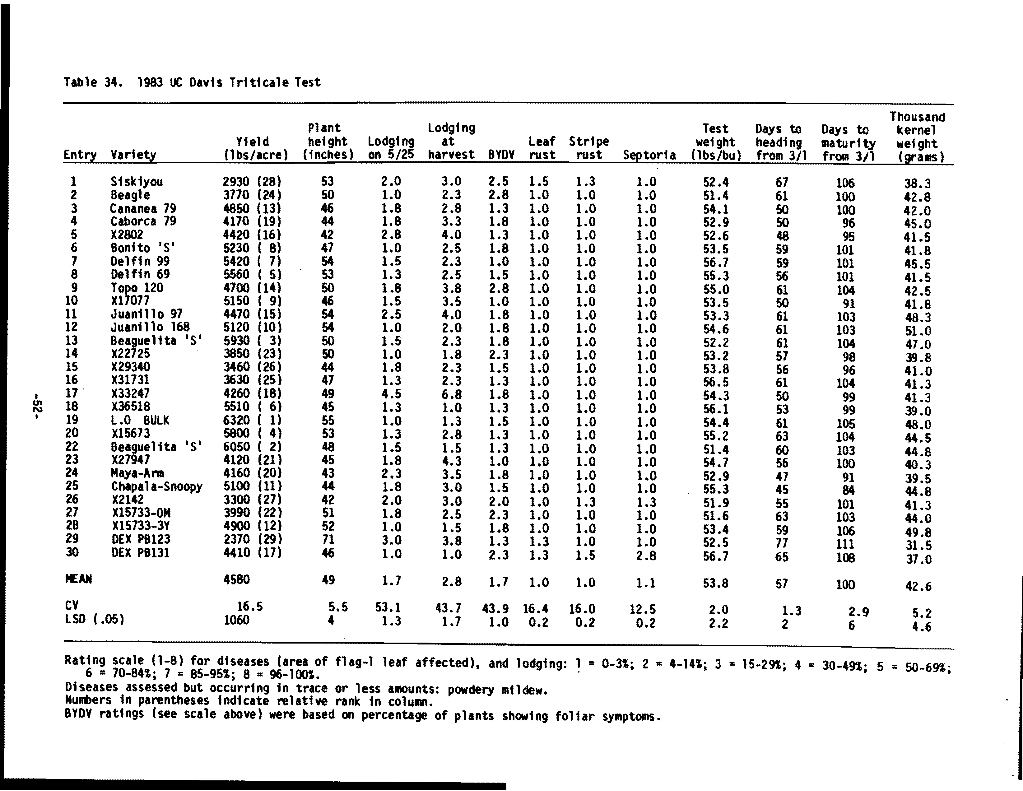 Table 34. 1983 UC Davis Triticale Test
Entry Variety Yield (lbs/acre) Plant height (inches) Lodging on 5/25 Lodging at harvest BYDV Leaf rust Stripe rust Septoria Test weight (lbs/bu) Days to heading from 3/1 Days to maturity from 3/1 Thousand kernel weight (grams)
1 Siskiyou 2930 (28) 53 2.0 3.0 2.5 1.5 1.3 1.0 52.4 67 106 38.3
2 Beagle 3770 (24) 50 1.0 2.3 2.8 1.0 1.0 1.0 51.4 61 100 42.8
3 Cananea 79 4850 (13) 46 1.8 2.8 1.3 1.0 1.0 1.0 54.1 50 100 42.0
4 Caborca 79 4170 (19) 44 1.8 3.3 1.8 1.0 1.0 1.0 52.9 50 96 45.0
5 X2802 4420 (16) 42 2.8 4.0 1.3 1.0 1.0 1.0 52.6 48 95 41.5
6 Bonito 'S' 5230 ( 8) 47 1.0 2.5 1.8 1.0 1.0 1.0 53.5 59 101 41.8
7 Delfin 99 5420 ( 7) 54 1.5 2.3 1.0 1.0 1.0 1.0 56.7 59 101 45.5
8 Delfin 69 5560 ( 5) 53 1.3 2.5 1.5 1.0 1.0 1.0 55.3 56 101 41.5
9 Topo 120 4700 (14) 50 1.8 3.8 2.8 1.0 1.0 1.0 55.0 61 104 42.5
10 X17077 5150 ( 9) 46 1.5 3.5 1.0 1.0 1.0 1.0 53.5 50 91 41.8
11 Juanillo 97 4470 (15) 54 2.5 4.0 1.8 1.0 1.0 1.0 53.3 61 103 48.3
12 Juanillo 168 5120 (10) 54 1.0 2.0 1.8 1.0 1.0 1.0 54.6 61 103 51.0
13 Beaguelita 'S' 5930 ( 3) 50 1.5 2.3 1.8 1.0 1.0 1.0 52.2 61 104 47.0
14 X22725 3850 (23) 50 1.0 1.8 2.3 1.0 1.0 1.0 53.2 57 98 39.8
15 X29340 3460 (26) 44 1.8 2.3 1.5 1.0 1.0 1.0 53.8 56 96 41.0
16 X31731 3630 (25) 47 1.3 2.3 1.3 1.0 1.0 1.0 56.5 61 104 41.3
17 X33247 4260 (18) 49 4.5 6.8 1.8 1.0 1.0 1.0 54.3 50 99 41.3
18 X36518 5510 ( 6) 45 1.3 1.0 1.3 1.0 1.0 1.0 56.1 53 99 39.0
19 L.O BULK 6320 ( 1) 55 1.0 1.3 1.5 1.0 1.0 1.0 54.4 61 105 48.0
20 X15673 5800 ( 4) 53 1.3 2.8 1.3 1.0 1.0 1.0 55.2 63 104 44.5
22 Beaguelita 'S' 6050 ( 2) 48 1.5 1.5 1.3 1.0 1.0 1.0 51.4 60 103 44.8
23 X27947 4120 (21) 45 1.8 4.3 1.0 1.0 1.0 1.0 54.7 56 100 40.3
24 Maya-Arm 4160 (20) 43 2.3 3.5 1.8 1.0 1.0 1.0 52.9 47 91 39.5
25 Chapala-Snoopy 5100 (11) 44 1.8 3.0 1.5 1.0 1.0 1.0 55.3 45 84 44.8
26 X2142 3300 (27) 42 2.0 3.0 2.0 1.0 1.3 1.3 51.9 55 101 41.3
27 X15733-0M 3990 (22) 51 1.8 2.5 2.3 1.0 1.0 1.0 51.6 63 103 44.0
28 X15733-3Y 4900 (12) 52 1.0 1.5 1.8 1.0 1.0 1.0 53.4 59 106 49.8
29 DEX PB123 2370 (29) 71 3.0 3.8 1.3 1.3 1.0 1.0 52.5 77 111 31.5
30 DEX PB131 4410 (17) 46 1.0 1.0 2.3 1.3 1.5 2.8 56.7 65 108 37.0
MEAN 4580 49 1.7 2.8 1.7 1.0 1.0 1.1 53.8 57 100 42.6
CV 16.5 5.5 53.1 43.7 43.9 16.4 16.0 12.5 2.0 1.3 2.9 5.2
LSD (.05) 1060 4 1.3 1.7 1.0 0.2 0.2 0.2 2.2 2 6 4.6
Rating scale (1-8) for diseases (area of flag-1 leaf affected), and lodging: 1 = 0-3%; 2 = 4-14%; 3 = 15-29%; 4 = 30-49%; 5 = 50-69%;
6 = 70-84%; 7 = 85-95%; 8 = 96-100%.
Diseases assessed but occurring in trace or less amounts: powdery mildew.
Numbers in parentheses indicate relative rank in column.
BYDV ratings (see scale above) were based on percentage of plants showing foliar symptoms.
-52-